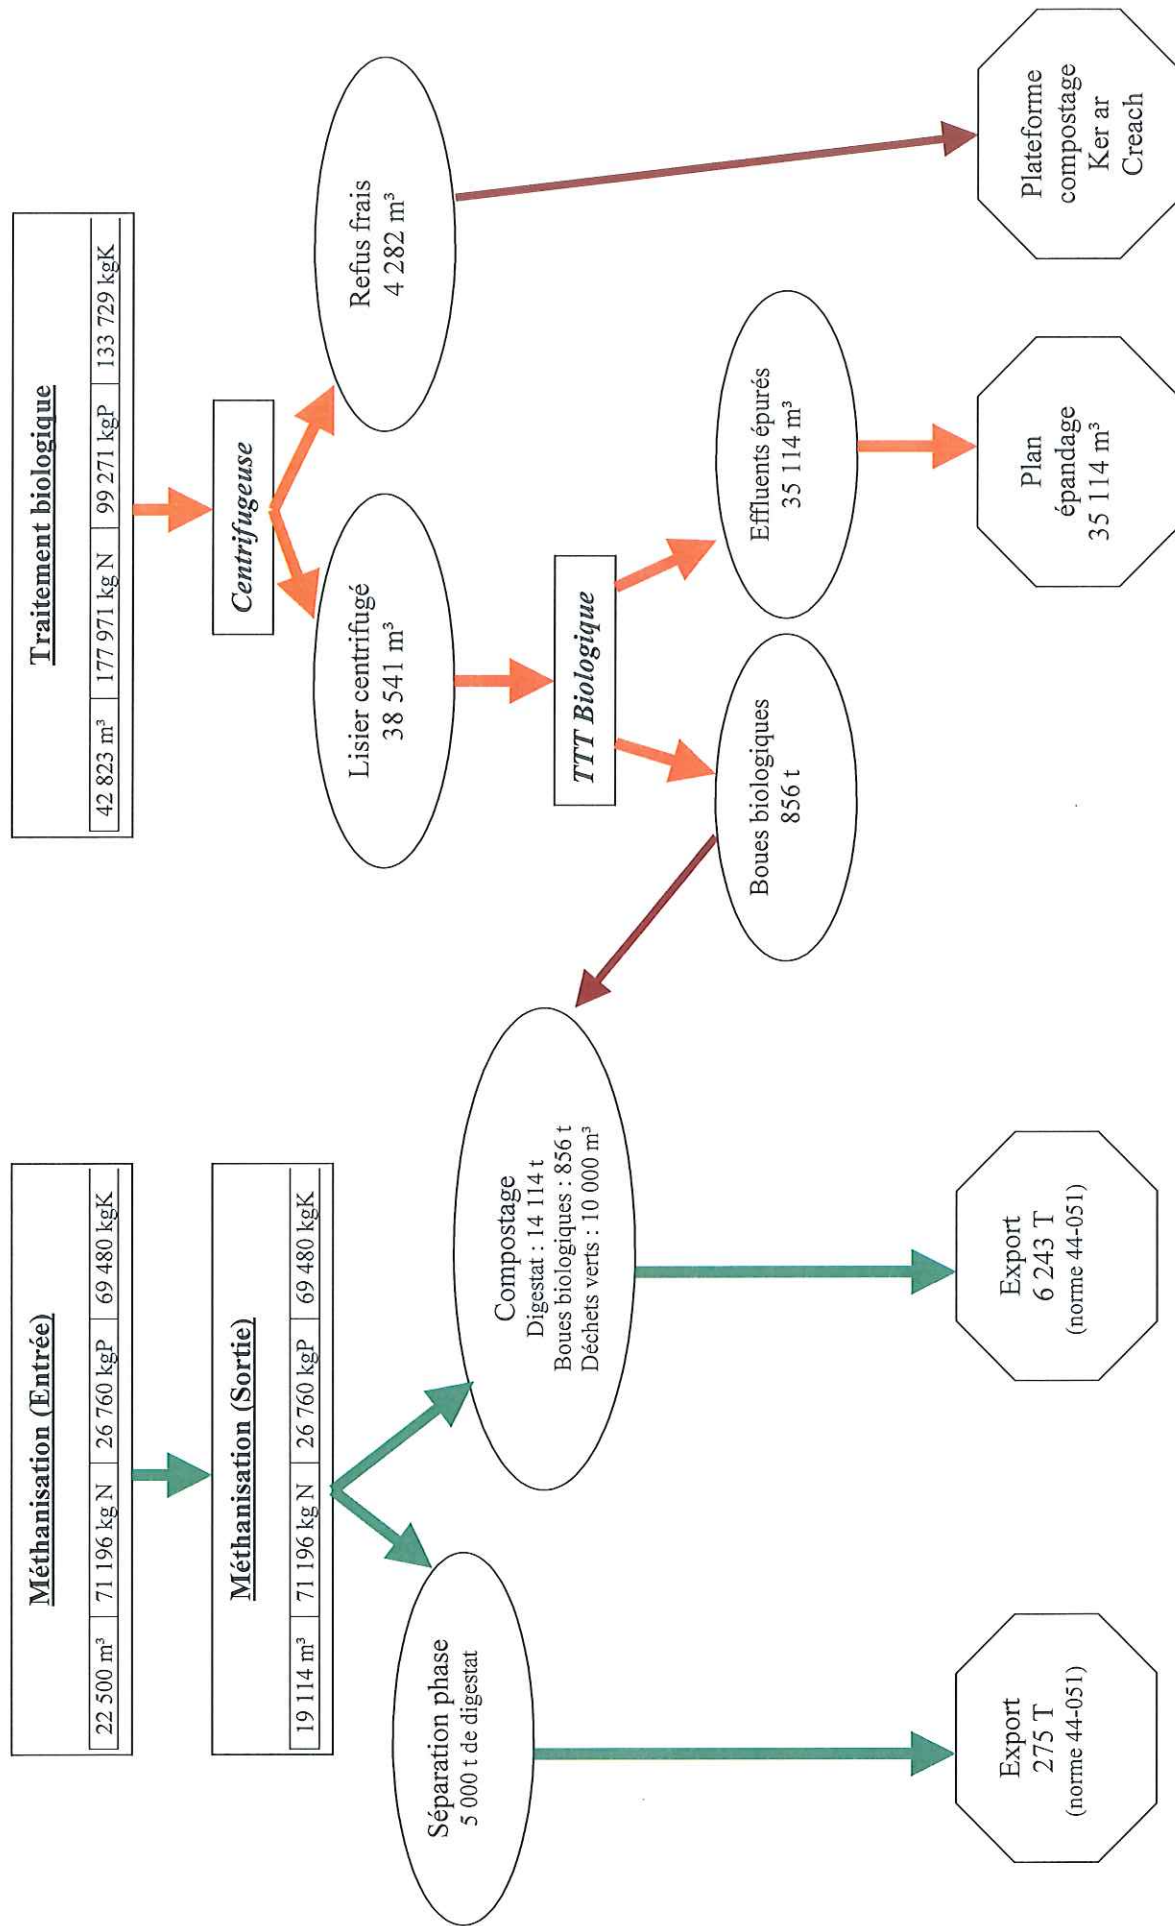 Méthanisation (Entrée)
22 500 m³ 71 196 kg N 26 760 kgP 69 480 kgK
Méthanisation (Sortie)
19 114 m³ 71 196 kg N 26 760 kgP 69 480 kgK
Séparation phase
5 000 t de digestat
Compostage
Digestat : 14 114 t
Boues biologiques : 856 t
Déchets verts : 10 000 m³
Export
275 T
(norme 44-051)
Export
6 243 T
(norme 44-051)
Traitement biologique
42 823 m³ 177 971 kg N 99 271 kgP 133 729 kgK
Centrifugeuse
Lisier centrifugé
38 541 m³
Refus frais
4 282 m³
TTT Biologique
Boues biologiques
856 t
Effluents épurés
35 114 m³
Plan
épandage
35 114 m³
Plateforme
compostage
Ker ar
Creach